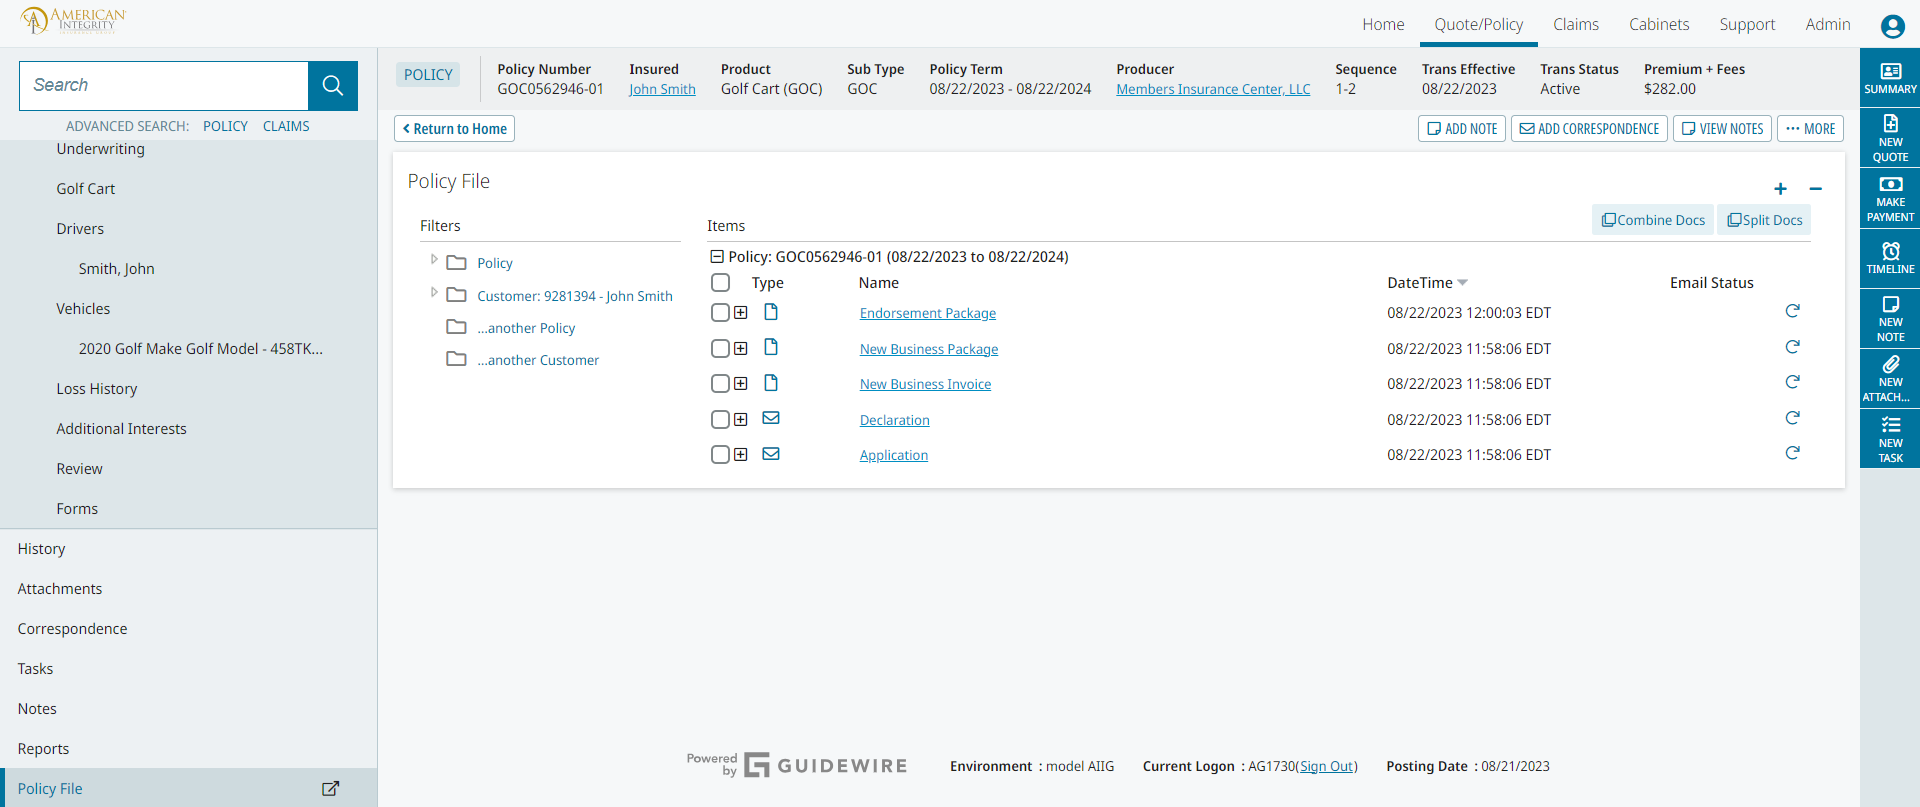 AMERICAN
INTEGRITY
INSURANCE GROUP
Home Quote/Policy Claims Cabinets Support Admin
Search
ADVANCED SEARCH: POLICY CLAIMS
Underwriting
Golf Cart
Drivers
Smith, John
Vehicles
2020 Golf Make Golf Model - 458TK...
Loss History
Additional Interests
Review
Forms
History
Attachments
Correspondence
Tasks
Notes
Reports
Policy File
POLICY
Policy Number Insured Product Sub Type Policy Term Producer Sequence Trans Effective Trans Status Premium + Fees
GOC0562946-01 John Smith Golf Cart (GOC) GOC 08/22/2023 - 08/22/2024 Members Insurance Center, LLC 1-2 08/22/2023 Active $282.00
Return to Home ADD NOTE ADD CORRESPONDENCE VIEW NOTES ··· MORE
Policy File
+ −
Filters
Policy
Customer: 9281394 - John Smith
...another Policy
...another Customer
Items Combine Docs Split Docs
Policy: GOC0562946-01 (08/22/2023 to 08/22/2024)
Type Name DateTime Email Status
Endorsement Package 08/22/2023 12:00:03 EDT
New Business Package 08/22/2023 11:58:06 EDT
New Business Invoice 08/22/2023 11:58:06 EDT
Declaration 08/22/2023 11:58:06 EDT
Application 08/22/2023 11:58:06 EDT
SUMMARY
NEW
QUOTE
MAKE
PAYMENT
TIMELINE
NEW
NOTE
NEW
ATTACH...
NEW
TASK
Powered
by GUIDEWIRE
Environment : model AIIG Current Logon : AG1730(Sign Out) Posting Date : 08/21/2023